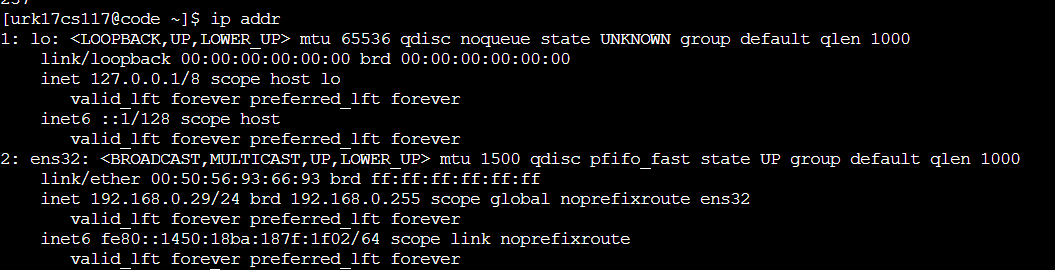 [urk17cs117@code ~]$ ip addr
1: lo: <LOOPBACK,UP,LOWER_UP> mtu 65536 qdisc noqueue state UNKNOWN group default qlen 1000
    link/loopback 00:00:00:00:00:00 brd 00:00:00:00:00:00
    inet 127.0.0.1/8 scope host lo
       valid_lft forever preferred_lft forever
    inet6 ::1/128 scope host
       valid_lft forever preferred_lft forever
2: ens32: <BROADCAST,MULTICAST,UP,LOWER_UP> mtu 1500 qdisc pfifo_fast state UP group default qlen 1000
    link/ether 00:50:56:93:66:93 brd ff:ff:ff:ff:ff:ff
    inet 192.168.0.29/24 brd 192.168.0.255 scope global noprefixroute ens32
       valid_lft forever preferred_lft forever
    inet6 fe80::1450:18ba:187f:1f02/64 scope link noprefixroute
       valid_lft forever preferred_lft forever